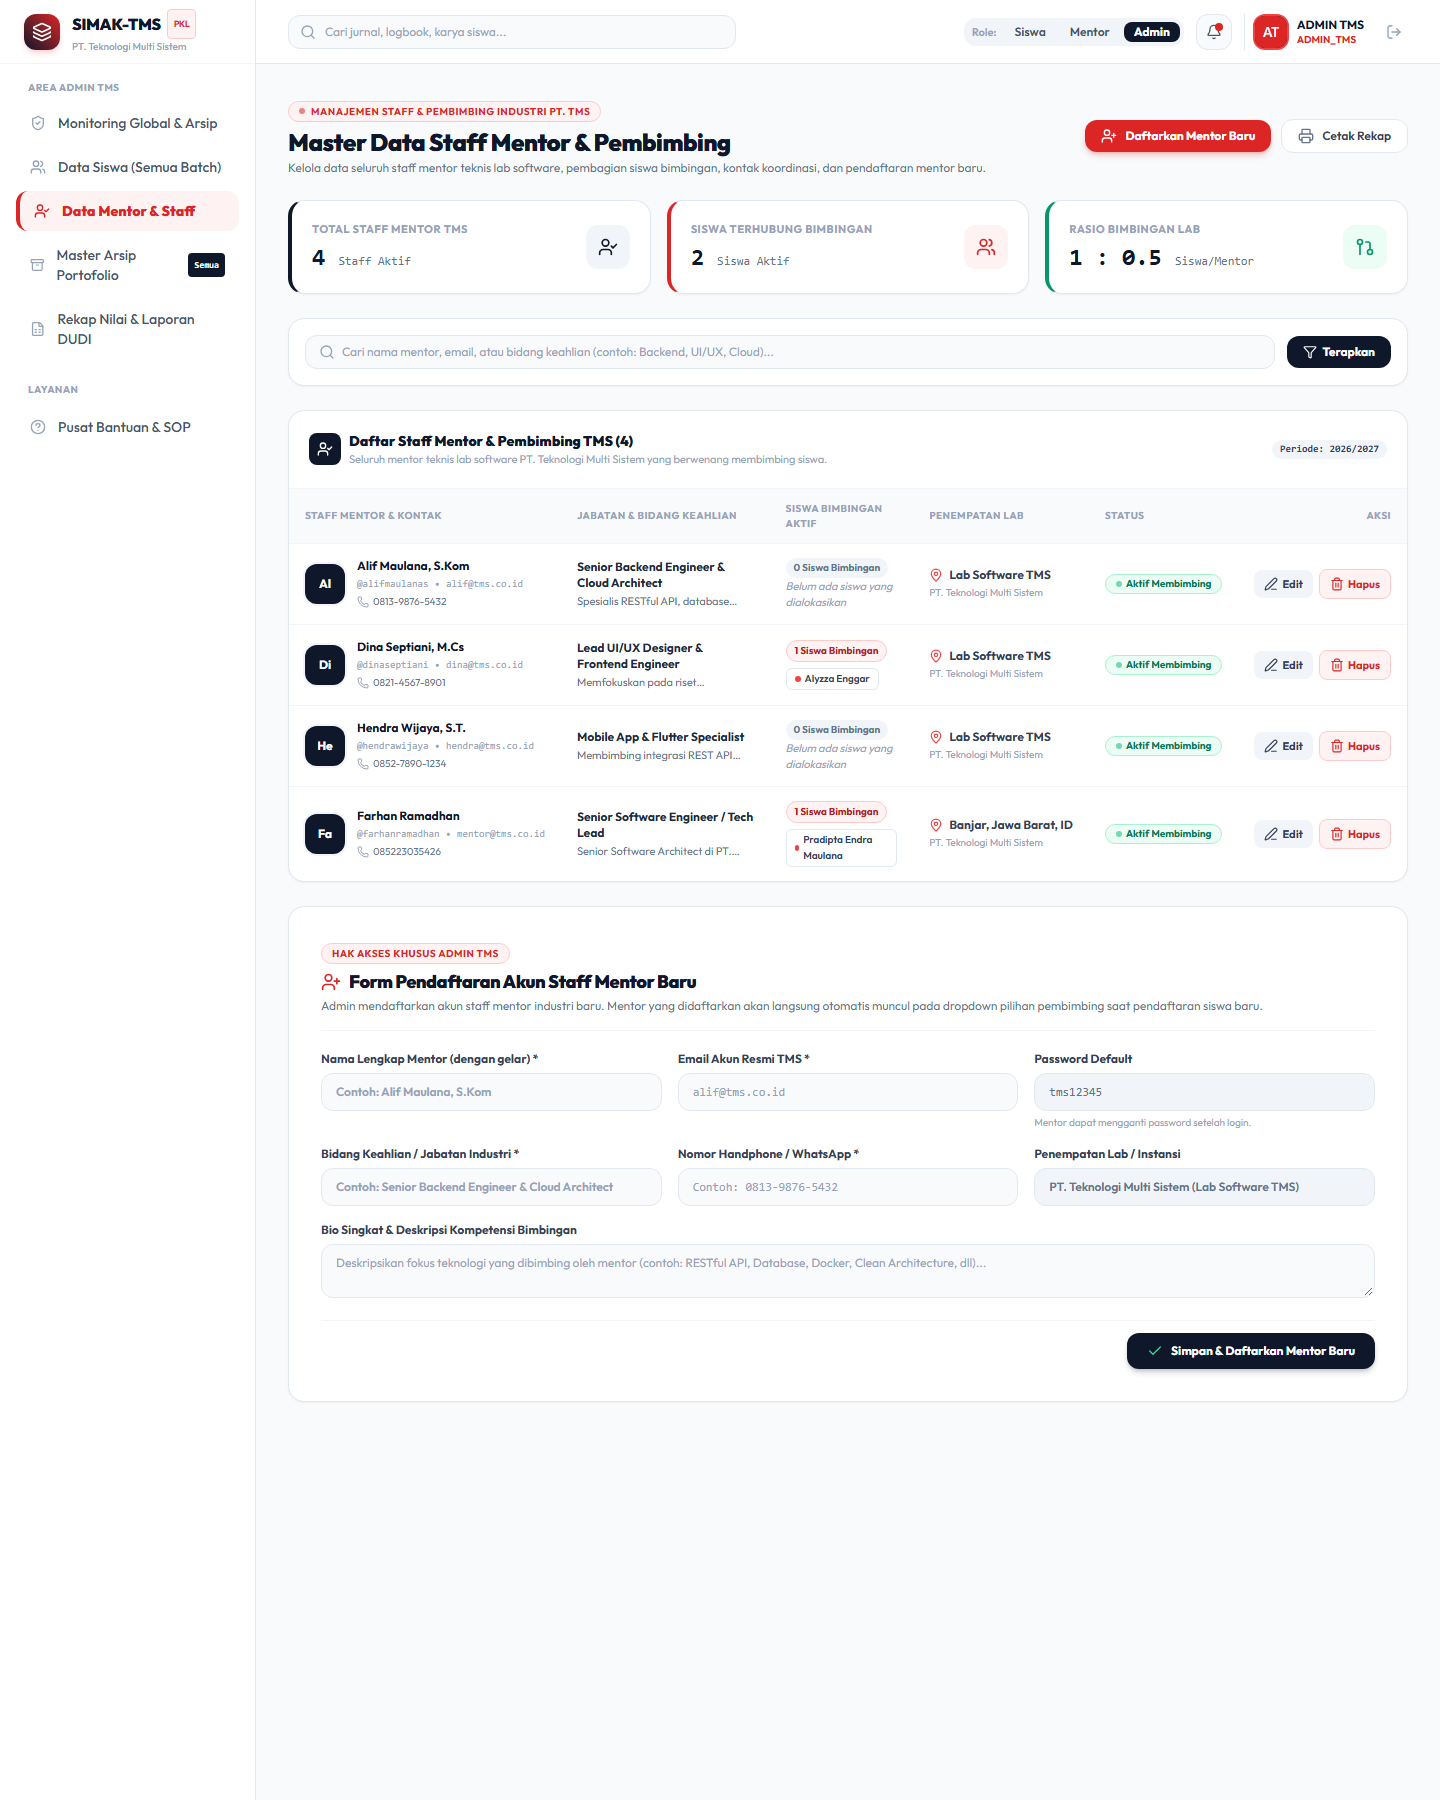 SIMAK-TMS PKL
PT. Teknologi Multi Sistem
Cari jurnal, logbook, karya siswa...
Role: Siswa Mentor Admin
AT
ADMIN TMS
ADMIN_TMS
AREA ADMIN TMS
Monitoring Global & Arsip
Data Siswa (Semua Batch)
Data Mentor & Staff
Master Arsip
Portofolio
Semua
Rekap Nilai & Laporan
DUDI
LAYANAN
Pusat Bantuan & SOP
MANAJEMEN STAFF & PEMBIMBING INDUSTRI PT. TMS
Master Data Staff Mentor & Pembimbing
Kelola data seluruh staff mentor teknis lab software, pembagian siswa bimbingan, kontak koordinasi, dan pendaftaran mentor baru.
Daftarkan Mentor Baru
Cetak Rekap
TOTAL STAFF MENTOR TMS
4 Staff Aktif
SISWA TERHUBUNG BIMBINGAN
2 Siswa Aktif
RASIO BIMBINGAN LAB
1 : 0.5 Siswa/Mentor
Cari nama mentor, email, atau bidang keahlian (contoh: Backend, UI/UX, Cloud)...
Terapkan
Daftar Staff Mentor & Pembimbing TMS (4)
Seluruh mentor teknis lab software PT. Teknologi Multi Sistem yang berwenang membimbing siswa.
Periode: 2026/2027
STAFF MENTOR & KONTAK
JABATAN & BIDANG KEAHLIAN
SISWA BIMBINGAN
AKTIF
PENEMPATAN LAB
STATUS
AKSI
Al
Alif Maulana, S.Kom
@alifmaulanas • alif@tms.co.id
0813-9876-5432
Senior Backend Engineer &
Cloud Architect
Spesialis RESTful API, database...
0 Siswa Bimbingan
Belum ada siswa yang
dialokasikan
Lab Software TMS
PT. Teknologi Multi Sistem
Aktif Membimbing
Edit
Hapus
Di
Dina Septiani, M.Cs
@dinaseptiani • dina@tms.co.id
0821-4567-8901
Lead UI/UX Designer &
Frontend Engineer
Memfokuskan pada riset...
1 Siswa Bimbingan
Alyzza Enggar
Lab Software TMS
PT. Teknologi Multi Sistem
Aktif Membimbing
Edit
Hapus
He
Hendra Wijaya, S.T.
@hendrawijaya • hendra@tms.co.id
0852-7890-1234
Mobile App & Flutter Specialist
Membimbing integrasi REST API...
0 Siswa Bimbingan
Belum ada siswa yang
dialokasikan
Lab Software TMS
PT. Teknologi Multi Sistem
Aktif Membimbing
Edit
Hapus
Fa
Farhan Ramadhan
@farhanramadhan • mentor@tms.co.id
085223035426
Senior Software Engineer / Tech
Lead
Senior Software Architect di PT....
1 Siswa Bimbingan
Pradipta Endra
Maulana
Banjar, Jawa Barat, ID
PT. Teknologi Multi Sistem
Aktif Membimbing
Edit
Hapus
HAK AKSES KHUSUS ADMIN TMS
Form Pendaftaran Akun Staff Mentor Baru
Admin mendaftarkan akun staff mentor industri baru. Mentor yang didaftarkan akan langsung otomatis muncul pada dropdown pilihan pembimbing saat pendaftaran siswa baru.
Nama Lengkap Mentor (dengan gelar) *
Contoh: Alif Maulana, S.Kom
Email Akun Resmi TMS *
alif@tms.co.id
Password Default
tms12345
Mentor dapat mengganti password setelah login.
Bidang Keahlian / Jabatan Industri *
Contoh: Senior Backend Engineer & Cloud Architect
Nomor Handphone / WhatsApp *
Contoh: 0813-9876-5432
Penempatan Lab / Instansi
PT. Teknologi Multi Sistem (Lab Software TMS)
Bio Singkat & Deskripsi Kompetensi Bimbingan
Deskripsikan fokus teknologi yang dibimbing oleh mentor (contoh: RESTful API, Database, Docker, Clean Architecture, dll)...
Simpan & Daftarkan Mentor Baru